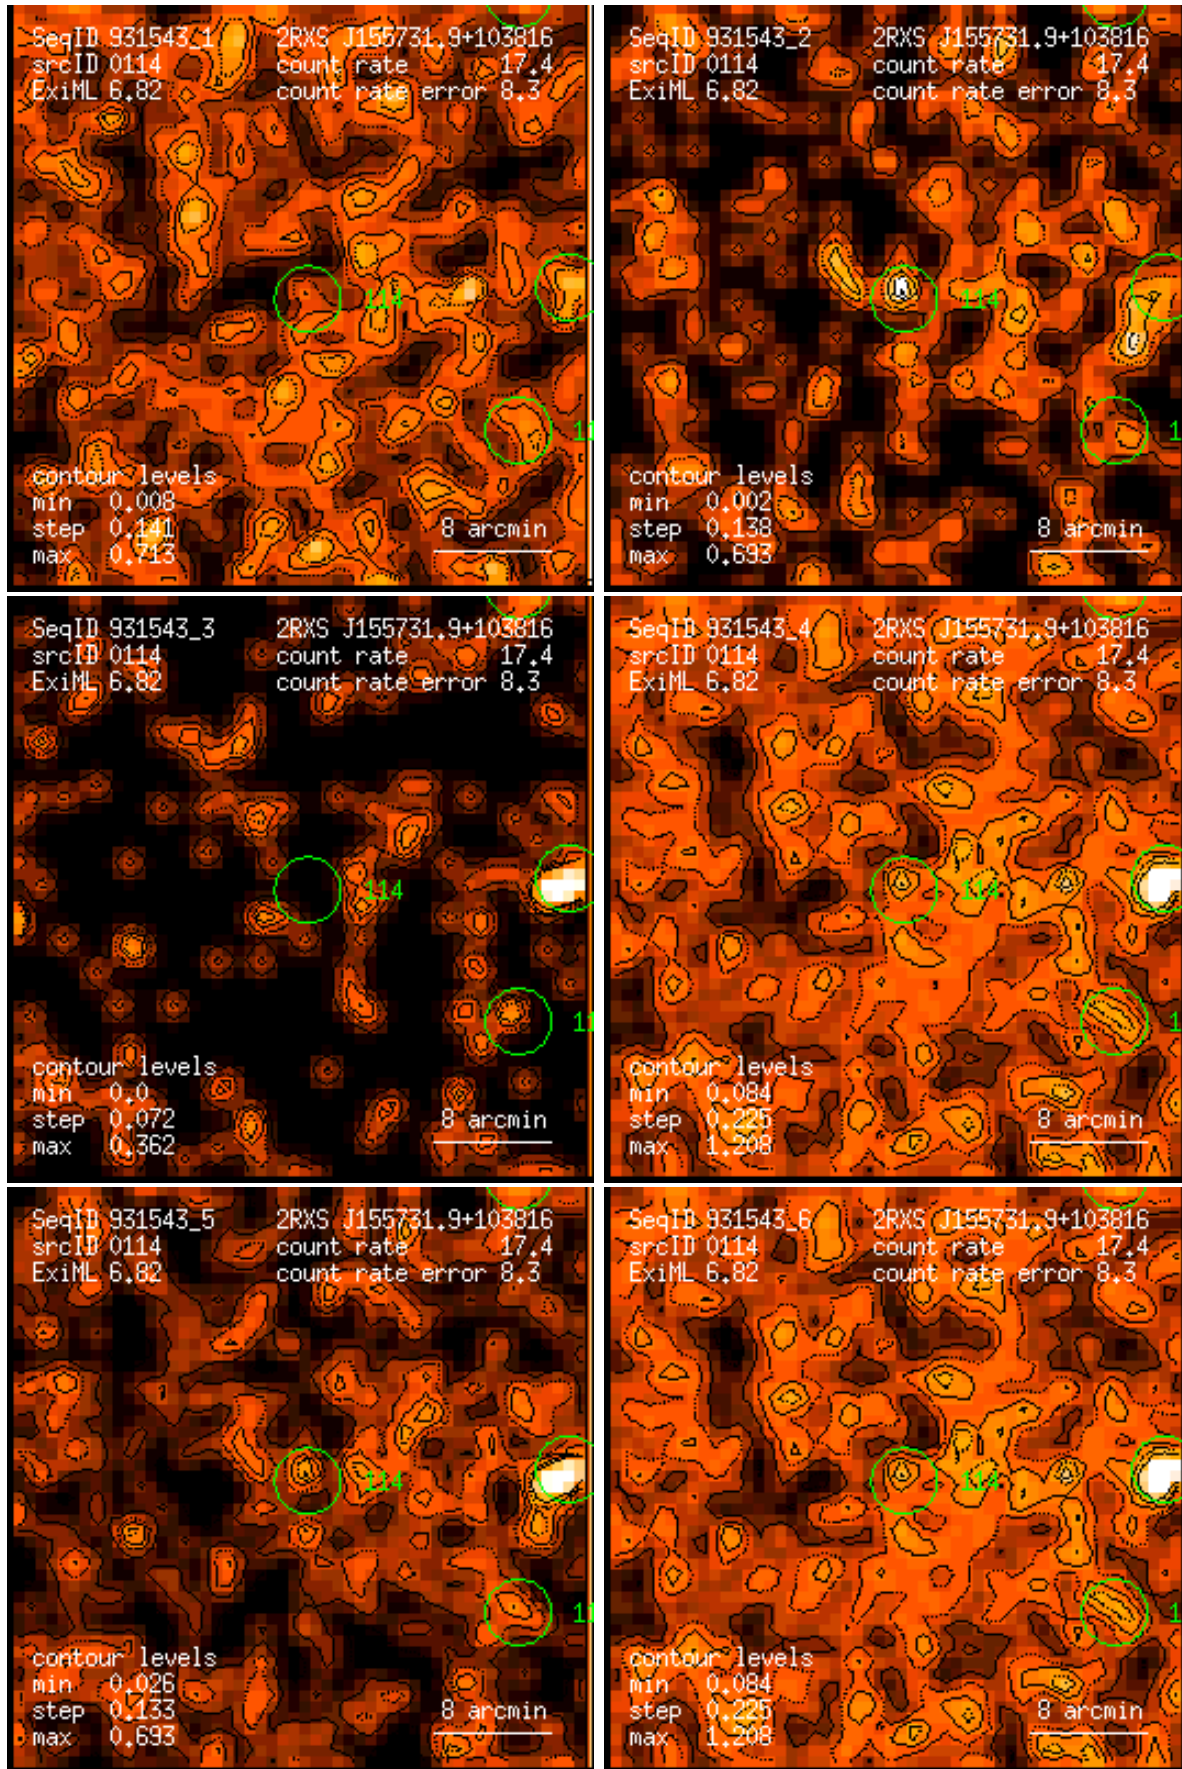 SeqID 931543_1 2RXS J155731.9+103816
srcID 0114 count rate 17.4
ExiML 6.82 count rate error 8.3
114
11
contour levels
min 0.008
step 0.141 8 arcmin
max 0.713
SeqID 931543_2 2RXS J155731.9+103816
srcID 0114 count rate 17.4
ExiML 6.82 count rate error 8.3
114
1
contour levels
min 0.002
step 0.138 8 arcmin
max 0.693
SeqID 931543_3 2RXS J155731.9+103816
srcID 0114 count rate 17.4
ExiML 6.82 count rate error 8.3
114
11
contour levels
min 0.0
step 0.072 8 arcmin
max 0.362
SeqID 931543_4 2RXS J155731.9+103816
srcID 0114 count rate 17.4
ExiML 6.82 count rate error 8.3
114
1
contour levels
min 0.084
step 0.225 8 arcmin
max 1.208
SeqID 931543_5 2RXS J155731.9+103816
srcID 0114 count rate 17.4
ExiML 6.82 count rate error 8.3
114
11
contour levels
min 0.026
step 0.133 8 arcmin
max 0.693
SeqID 931543_6 2RXS J155731.9+103816
srcID 0114 count rate 17.4
ExiML 6.82 count rate error 8.3
114
1
contour levels
min 0.084
step 0.225 8 arcmin
max 1.208